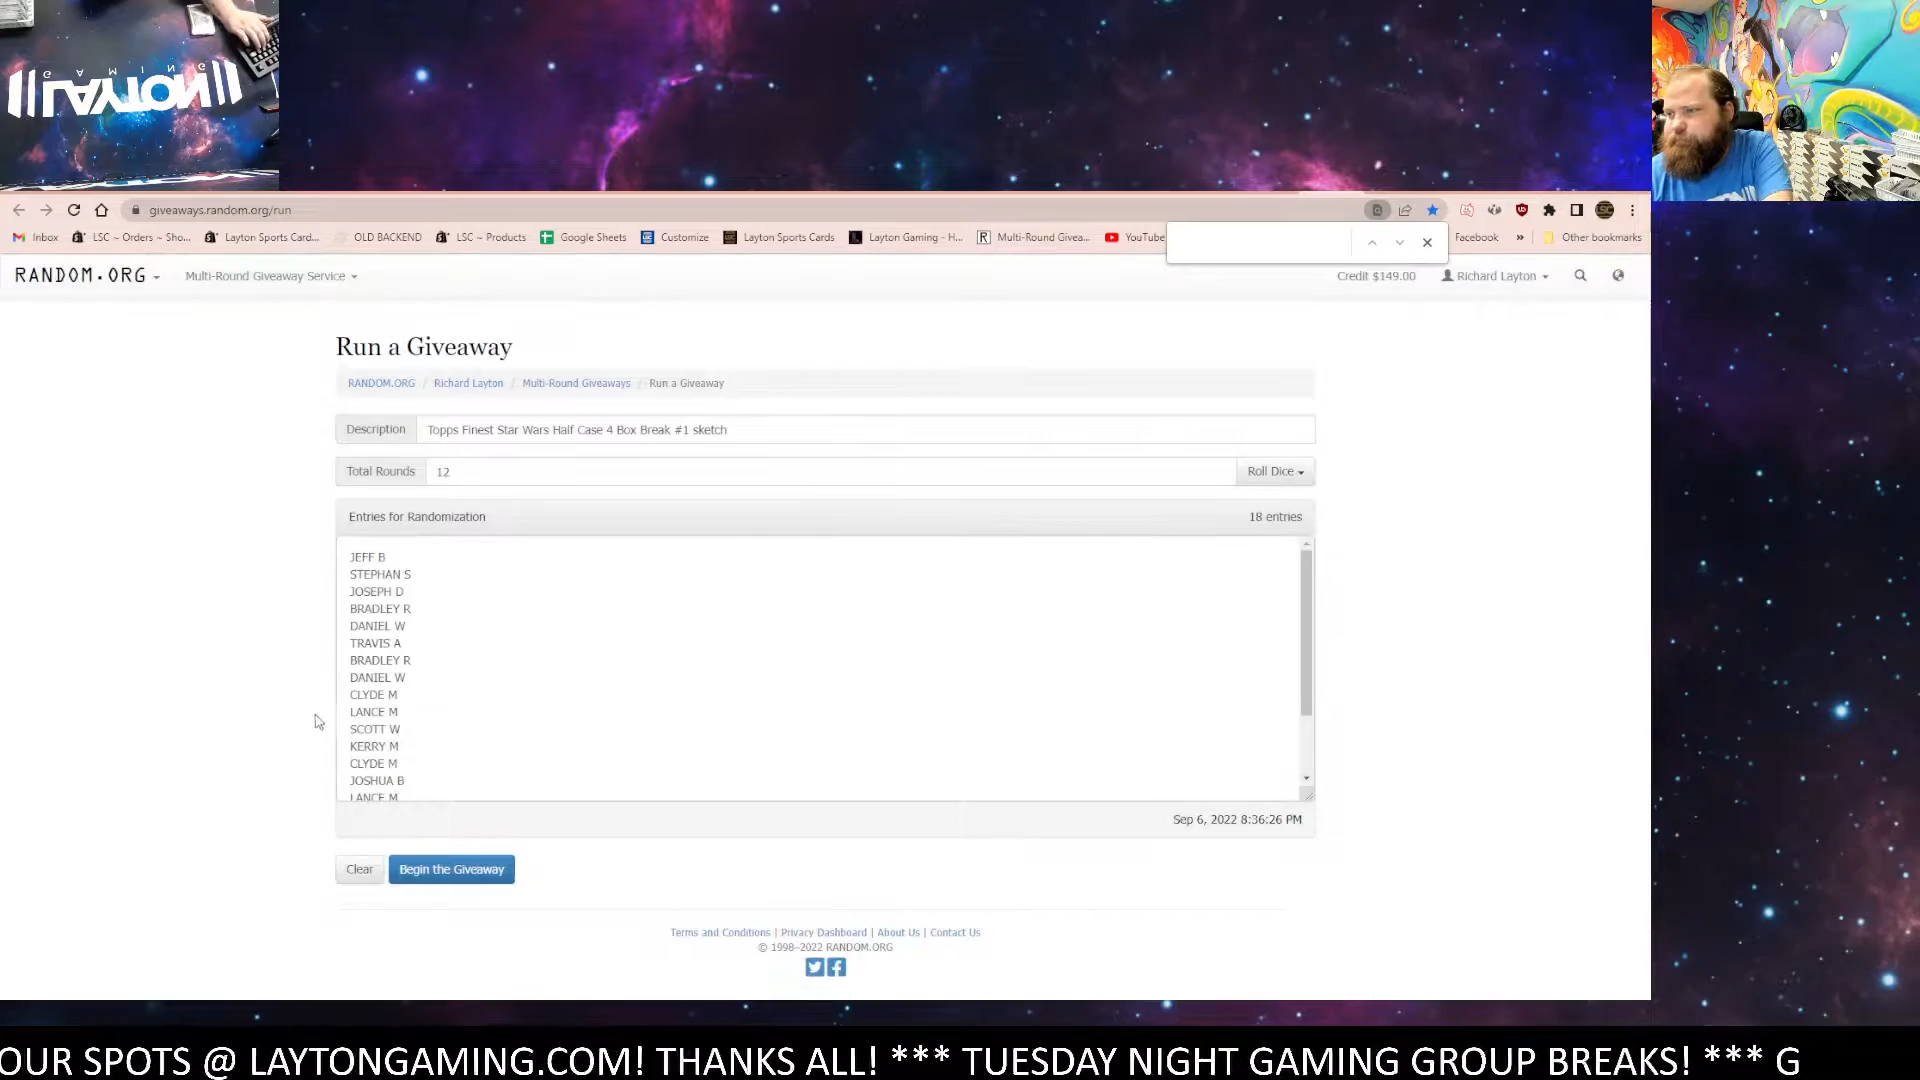 GAMING
LAYTON
giveaways.random.org/run
Inbox LSC ~ Orders ~ Sho... Layton Sports Card... OLD BACKEND LSC ~ Products Google Sheets Customize Layton Sports Cards Layton Gaming - H... Multi-Round Givea... YouTube Facebook » Other bookmarks
RANDOM.ORG Multi-Round Giveaway Service Credit $149.00 Richard Layton
Run a Giveaway
RANDOM.ORG / Richard Layton / Multi-Round Giveaways / Run a Giveaway
Description Topps Finest Star Wars Half Case 4 Box Break #1 sketch
Total Rounds 12 Roll Dice
Entries for Randomization 18 entries
JEFF B
STEPHAN S
JOSEPH D
BRADLEY R
DANIEL W
TRAVIS A
BRADLEY R
DANIEL W
CLYDE M
LANCE M
SCOTT W
KERRY M
CLYDE M
JOSHUA B
LANCE M
Sep 6, 2022 8:36:26 PM
Clear Begin the Giveaway
Terms and Conditions | Privacy Dashboard | About Us | Contact Us
© 1998–2022 RANDOM.ORG
OUR SPOTS @ LAYTONGAMING.COM! THANKS ALL! *** TUESDAY NIGHT GAMING GROUP BREAKS! *** G